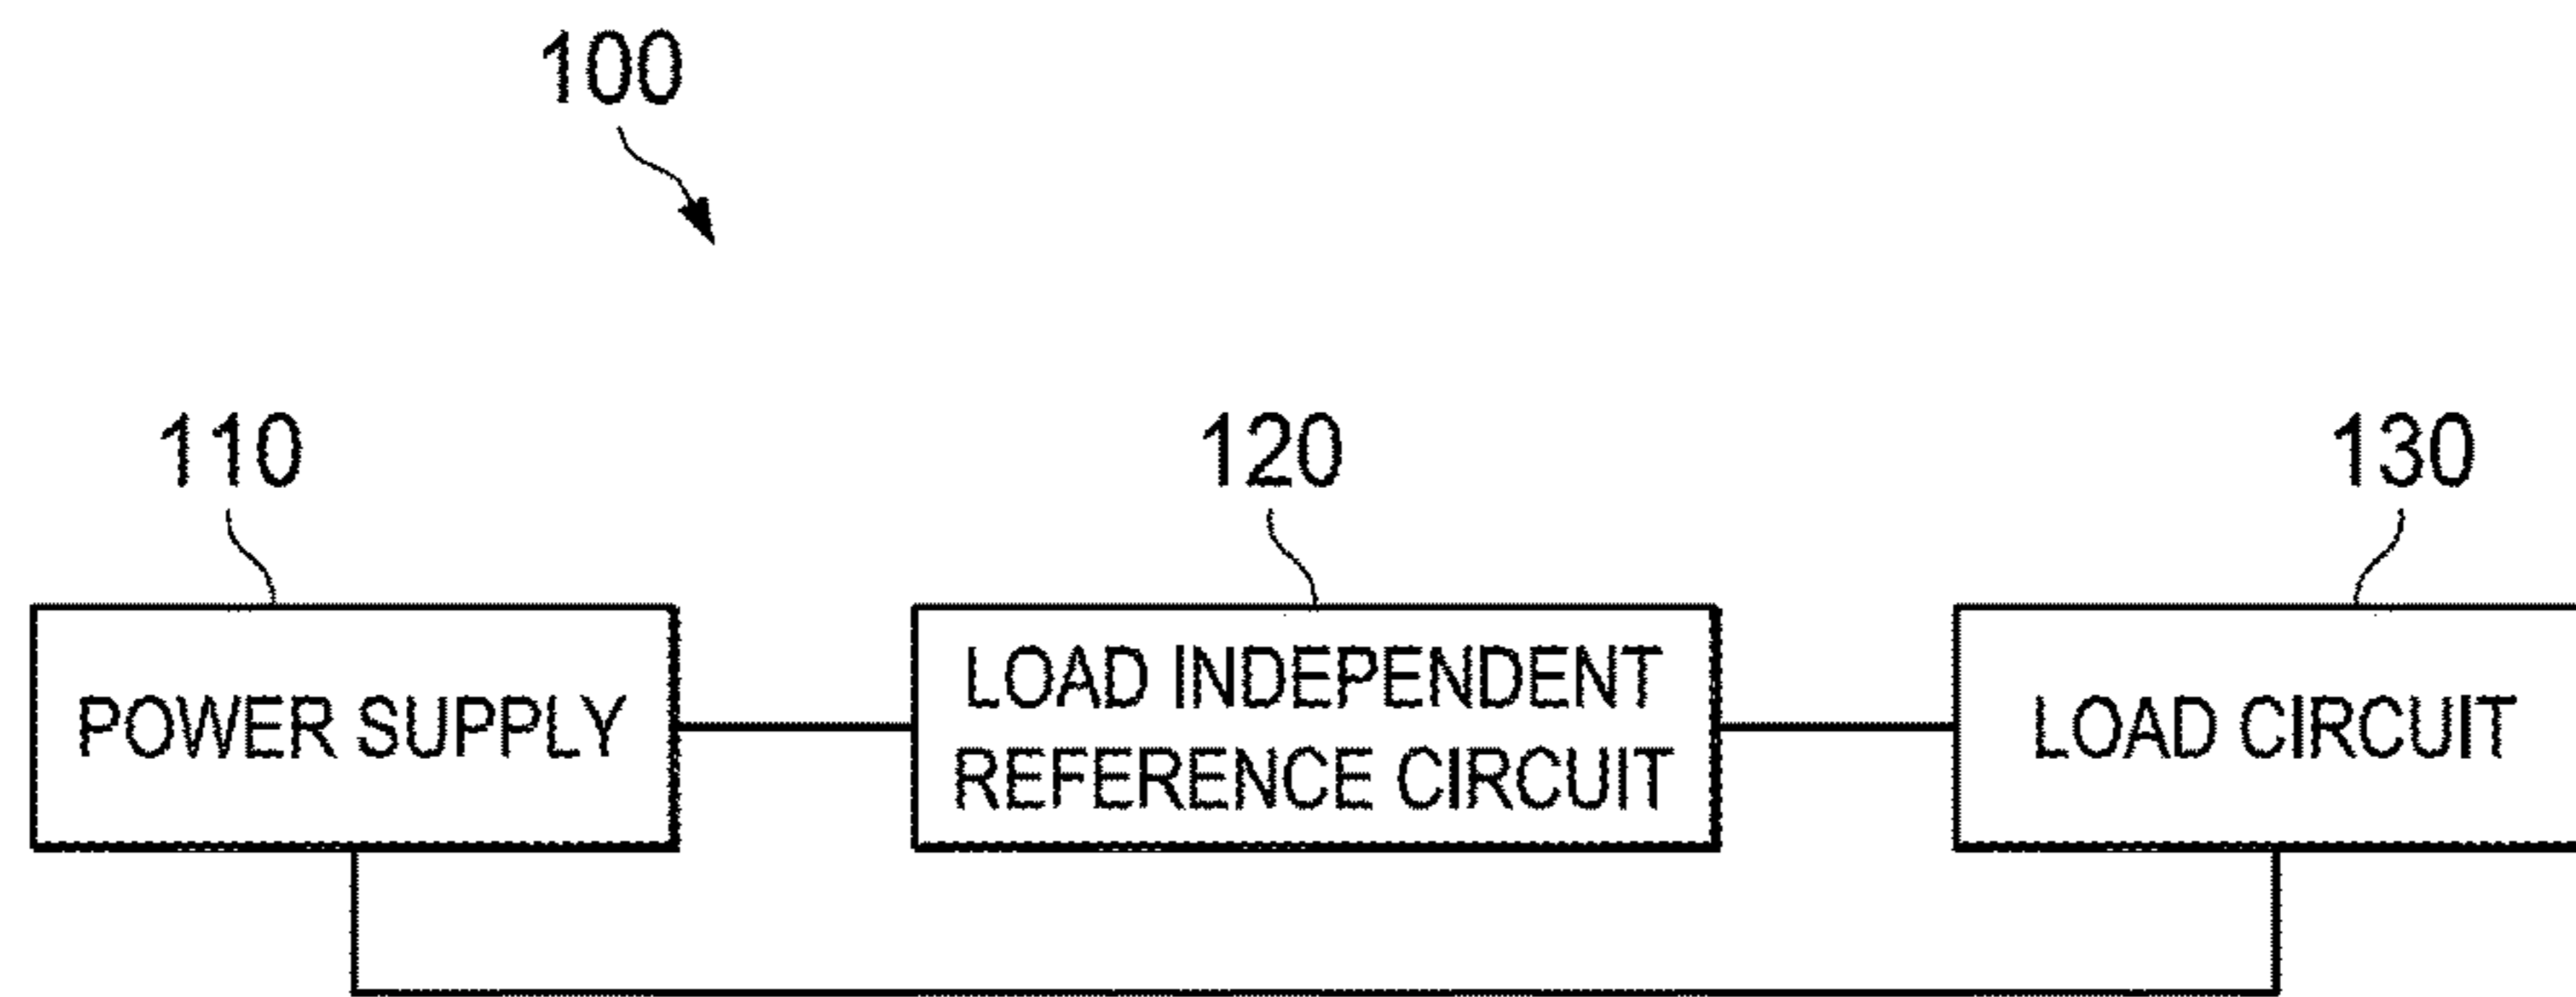 100
110
120
130
POWER SUPPLY
LOAD INDEPENDENT
REFERENCE CIRCUIT
LOAD CIRCUIT